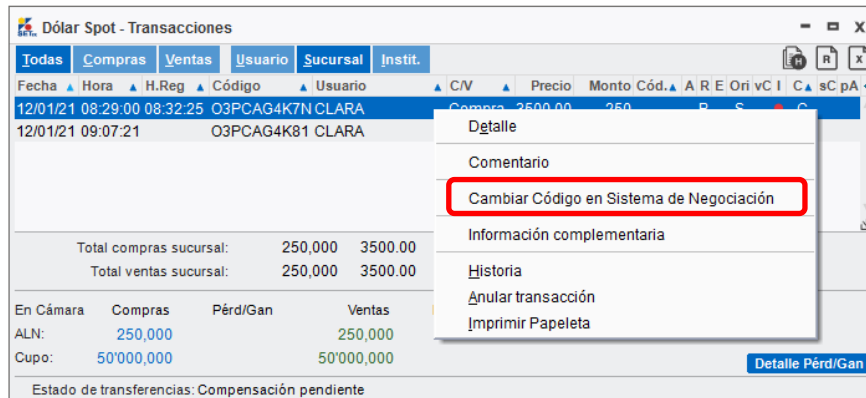 SETFX Dólar Spot - Transacciones
Todas Compras Ventas Usuario Sucursal Instit. H R X
Fecha Hora H.Reg Código Usuario C/V Precio Monto Cód. A R E Ori vC I C sC pA
12/01/21 08:29:00 08:32:25 O3PCAG4K7N CLARA Compra 3500.00 250 R S C
12/01/21 09:07:21 O3PCAG4K81 CLARA
Detalle
Comentario
Cambiar Código en Sistema de Negociación
Información complementaria
Historia
Anular transacción
Imprimir Papeleta
Total compras sucursal: 250,000 3500.00
Total ventas sucursal: 250,000 3500.00
En Cámara Compras Pérd/Gan Ventas
ALN: 250,000 250,000
Cupo: 50'000,000 50'000,000
Detalle Pérd/Gan
Estado de transferencias: Compensación pendiente